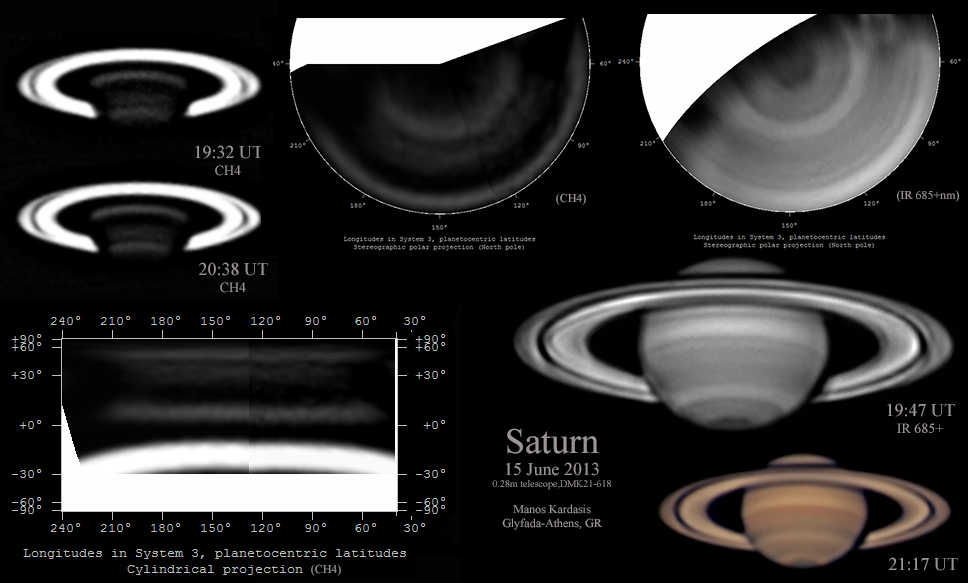 19:32 UT
CH4
20:38 UT
CH4
40°
60°
210°
90°
180°
120°
150°
(CH4)
Longitudes in System 3, planetocentric latitudes
Stereographic polar projection (North pole)
240°
60°
210°
90°
180°
120°
150°
(IR 685+nm)
Longitudes in System 3, planetocentric latitudes
Stereographic polar projection (North pole)
240° 210° 180° 150° 120° 90° 60° 30°
+90° +90°
+60° +60°
+30° +30°
+0° +0°
-30° -30°
-60° -60°
-90° -90°
240° 210° 180° 150° 120° 90° 60° 30°
Longitudes in System 3, planetocentric latitudes
Cylindrical projection (CH4)
19:47 UT
IR 685+
Saturn
15 June 2013
0.28m telescope,DMK21-618
Manos Kardasis
Glyfada-Athens, GR
21:17 UT